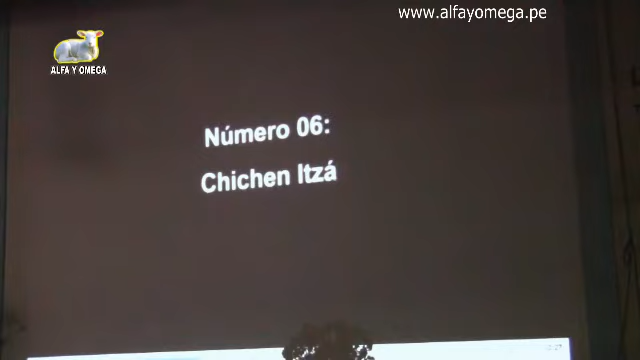 www.alfayomega.pe
ALFA Y OMEGA
Número 06:
Chichen Itzá